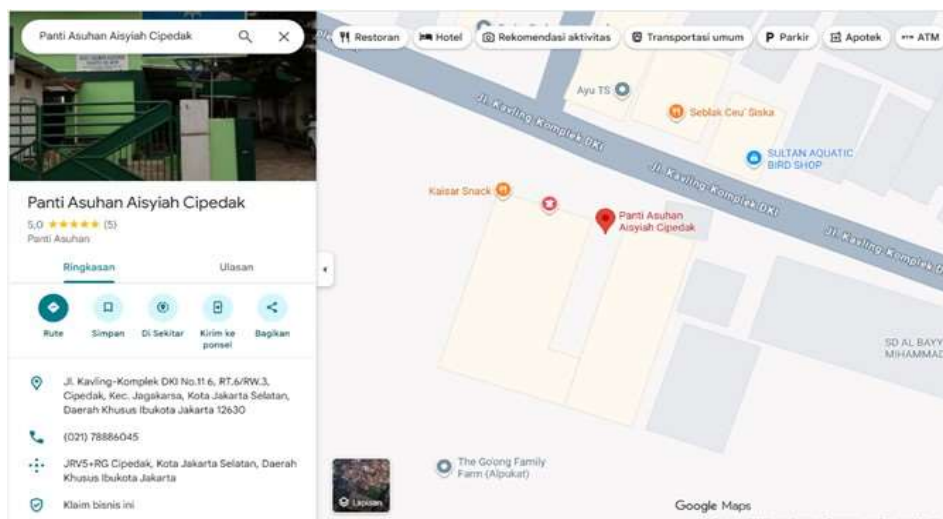 Panti Asuhan Aisyiah Cipedak
Restoran
Hotel
Rekomendasi aktivitas
Transportasi umum
Parkir
Apotek
ATM
Panti Asuhan Aisyiah Cipedak
5,0 (5)
Panti Asuhan
Ringkasan
Ulasan
Rute
Simpan
Di Sekitar
Kirim ke
ponsel
Bagikan
Jl. Kavling-Komplek DKI No.11 6, RT.6/RW.3,
Cipedak, Kec. Jagakarsa, Kota Jakarta Selatan,
Daerah Khusus Ibukota Jakarta 12630
(021) 78886045
JRV5+RG Cipedak, Kota Jakarta Selatan, Daerah
Khusus Ibukota Jakarta
Klaim bisnis ini
Ayu TS
Jl. Kavling-Komplek DKI
Seblak Ceu' Siska
SULTAN AQUATIC
BIRD SHOP
Jl. Kavling-Komplek DKI
Kaisar Snack
Panti Asuhan
Aisyiah Cipedak
Jl. Kavling-Komplek D
SD AL BAYY
MIHAMMAD
The Go'ong Family
Farm (Alpukat)
Lapisan
Google Maps